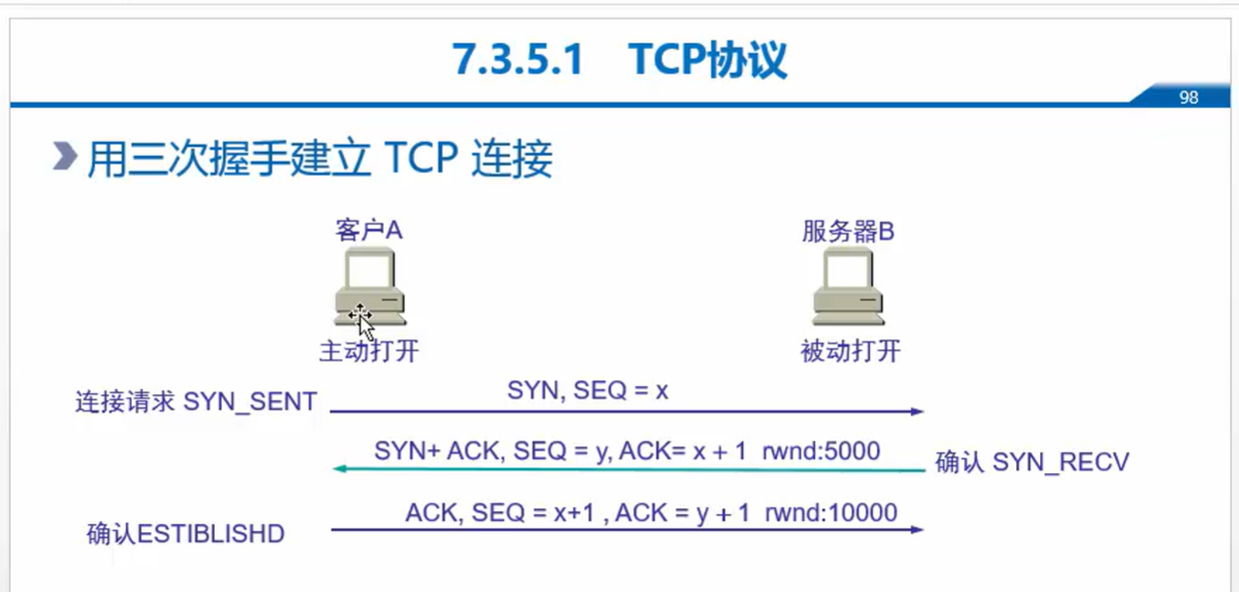 7.3.5.1 TCP协议
98
用三次握手建立 TCP 连接
客户A
服务器B
主动打开
被动打开
SYN, SEQ = x
连接请求 SYN_SENT
SYN+ ACK, SEQ = y, ACK= x + 1 rwnd:5000
确认 SYN_RECV
ACK, SEQ = x+1 , ACK = y + 1 rwnd:10000
确认ESTIBLISHD